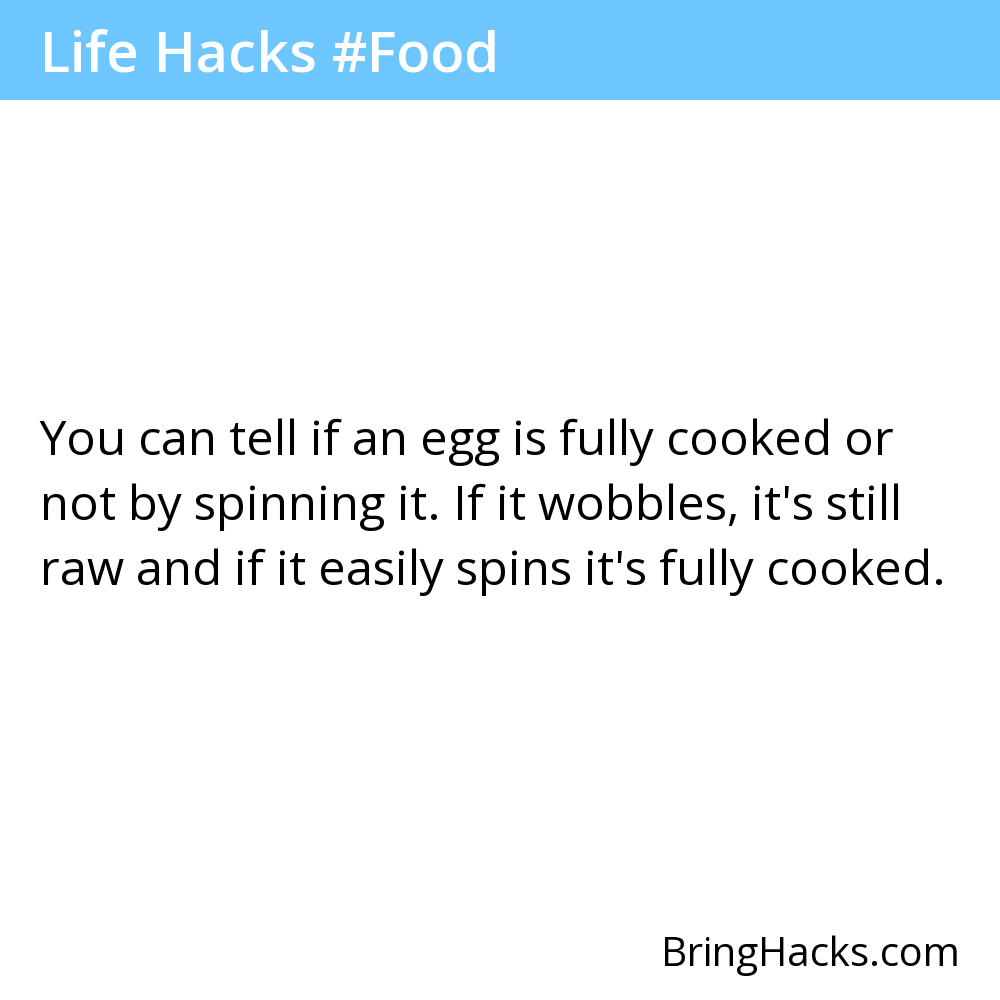 Life Hacks #Food
You can tell if an egg is fully cooked or
not by spinning it. If it wobbles, it's still
raw and if it easily spins it's fully cooked.
BringHacks.com